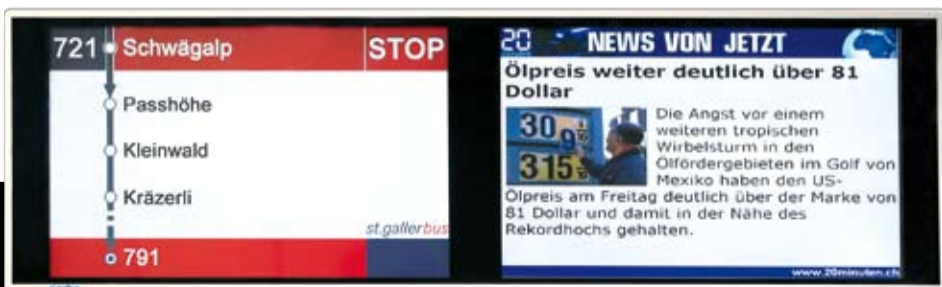 721 Schwägalp STOP
Passhöhe
Kleinwald
Kräzerli
st.gallerbus
791
20 NEWS VON JETZT
Ölpreis weiter deutlich über 81
Dollar
30 9
315
Die Angst vor einem
weiteren tropischen
Wirbelsturm in den
Ölfördergebieten im Golf von
Mexiko haben den US-
Ölpreis am Freitag deutlich über der Marke von
81 Dollar und damit in der Nähe des
Rekordhochs gehalten.
www.20minuten.ch